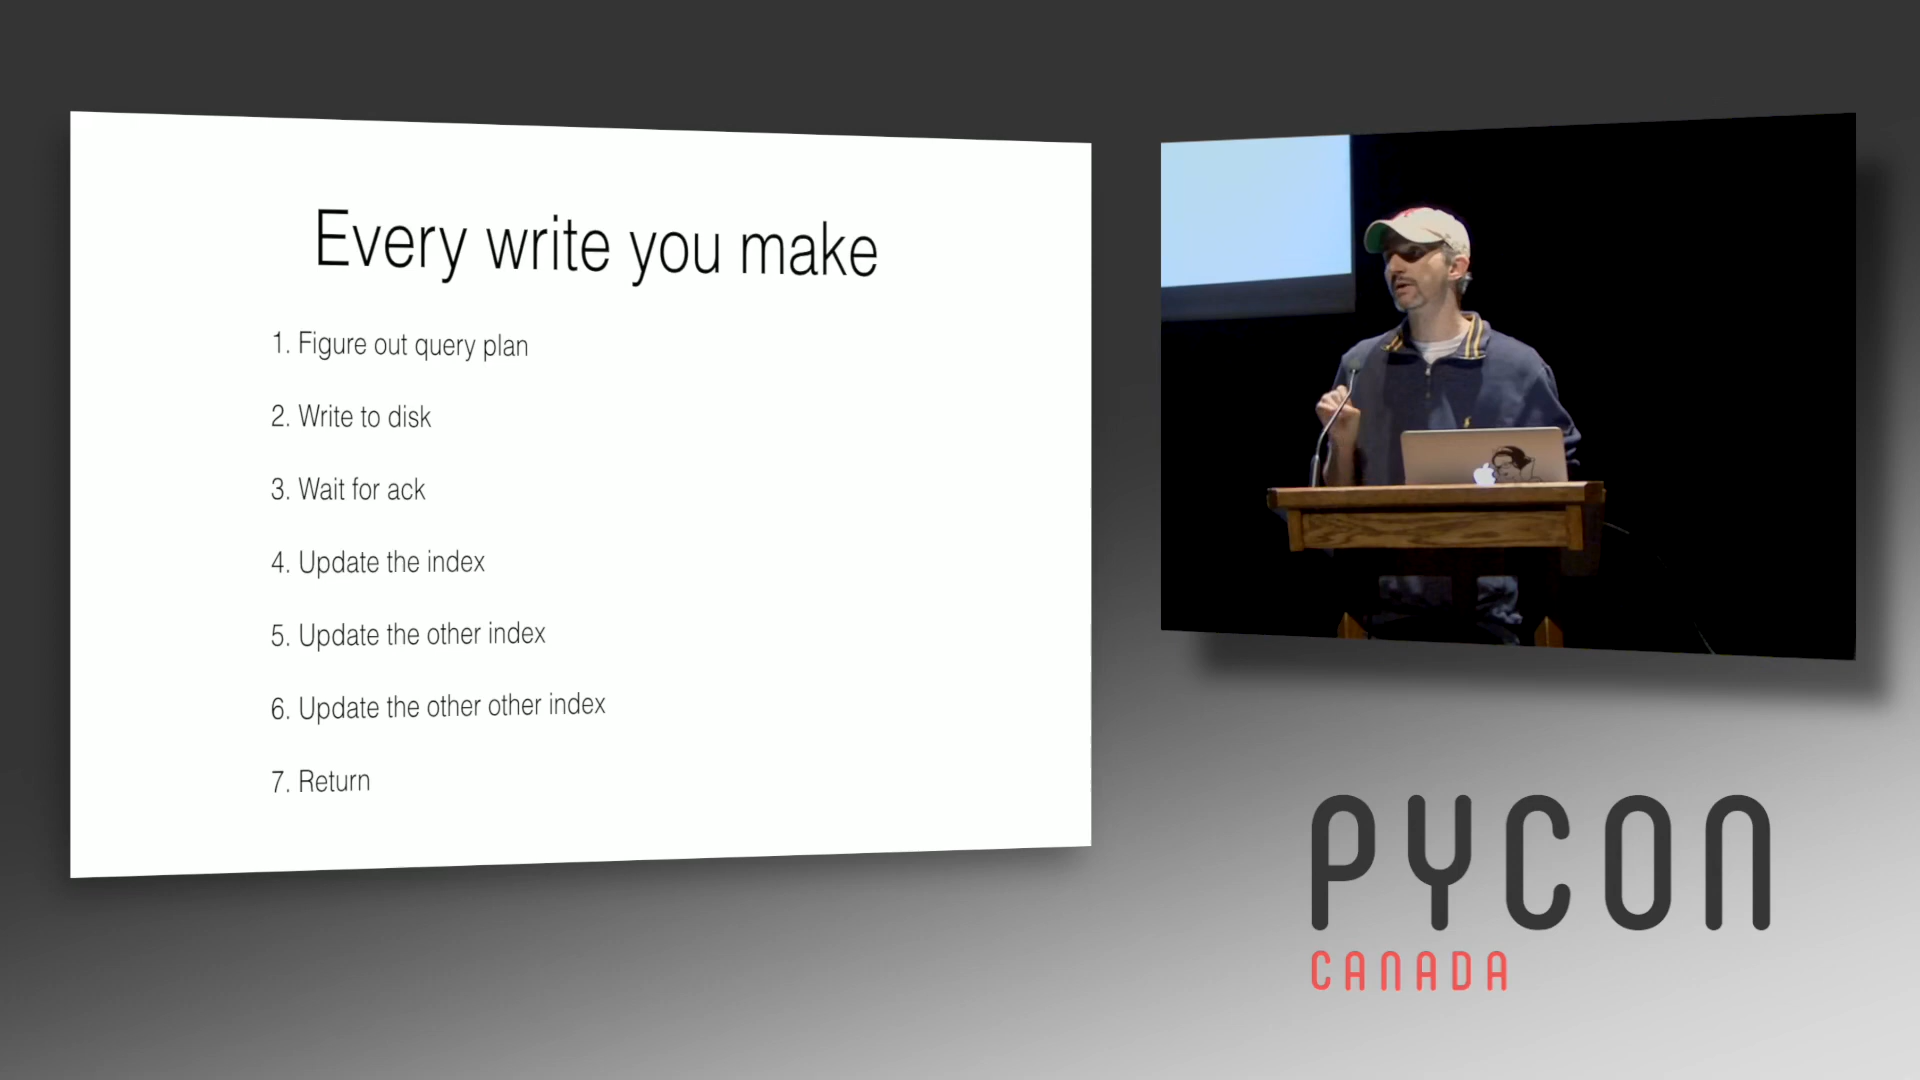 Every write you make
1. Figure out query plan
2. Write to disk
3. Wait for ack
4. Update the index
5. Update the other index
6. Update the other other index
7. Return
PYCON
CANADA